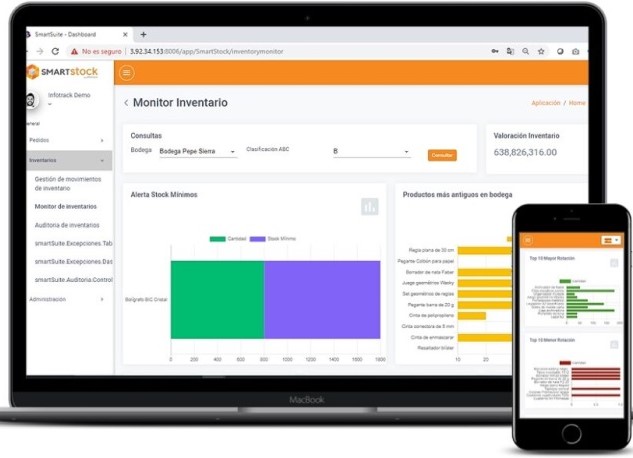 SmartSuite - Dashboard
No es seguro | 3.92.34.153:8006/app/SmartStock/inventorymonitor
SMARTSTOCK
Infotrack Demo
Monitor Inventario
Aplicación / Home
Pedidos
Inventarios
Gestión de movimientos
de inventario
Monitor de inventarios
Auditoria de inventarios
smartSuite.Excepciones.Tab
smartSuite.Excepciones.Das
smartSuite.Auditoria.Control
Administración
Consultas
Bodega Bodega Pepe Sierra Clasificación ABC B Consultar
Valoración Inventario
638,826,316.00
Alerta Stock Mínimos
Cantidad Stock Mínimo
Bolígrafo BIC Cristal
0 200 400 600 800 1000 1200 1400 1600 1800
Productos más antiguos en bodega
Regla plana de 30 cm
Pegante Colbón para papel
Borrador de nata Faber
Juego geométrico Wesky
Set geométrico de reglas
Pegante barra de 20 g
Cinta de polipropileno
Cinta correctora de 5 mm
Cinta de enmascarar
Resaltador trilider
10 20
Top 10 Mayor Rotación
Top 10 Menor Rotación
MacBook